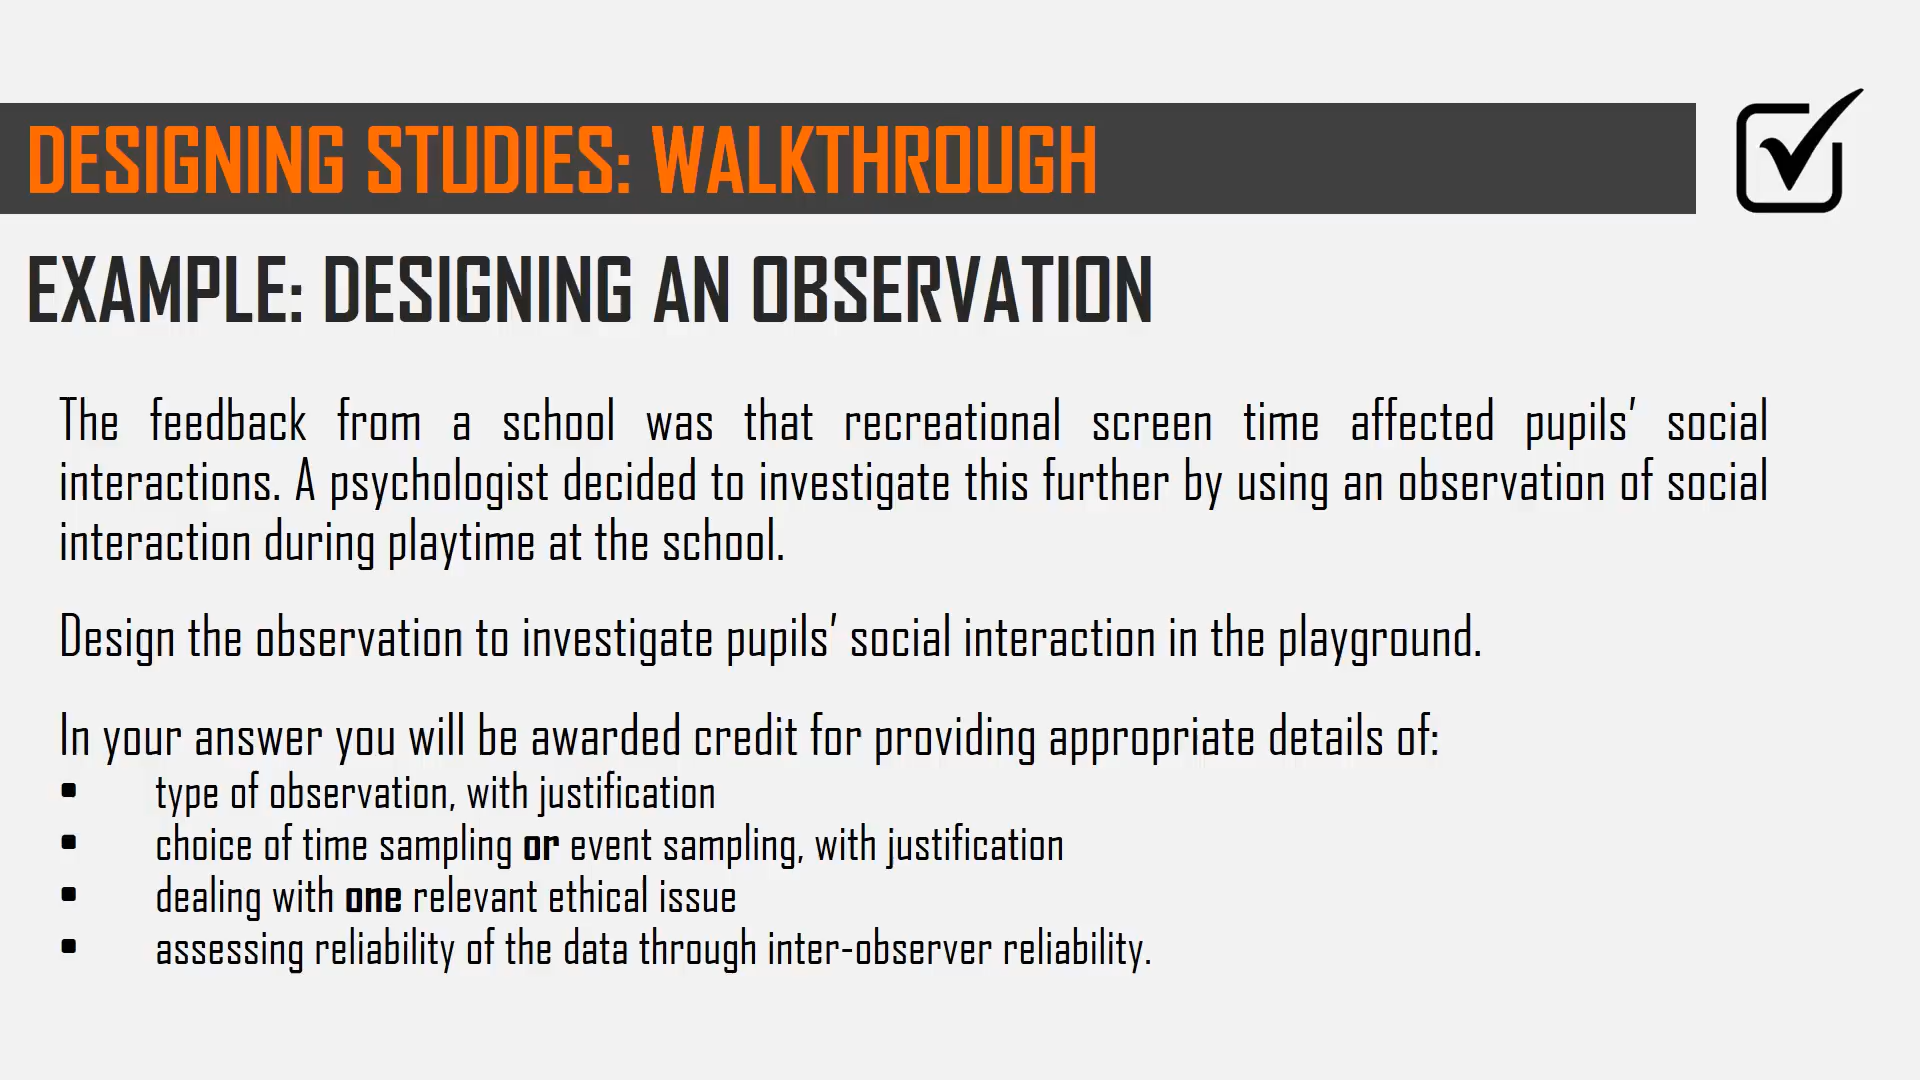 DESIGNING STUDIES: WALKTHROUGH
EXAMPLE: DESIGNING AN OBSERVATION
The feedback from a school was that recreational screen time affected pupils’ social
interactions. A psychologist decided to investigate this further by using an observation of social
interaction during playtime at the school.
Design the observation to investigate pupils’ social interaction in the playground.
In your answer you will be awarded credit for providing appropriate details of:
▪ type of observation, with justification
▪ choice of time sampling or event sampling, with justification
▪ dealing with one relevant ethical issue
▪ assessing reliability of the data through inter-observer reliability.